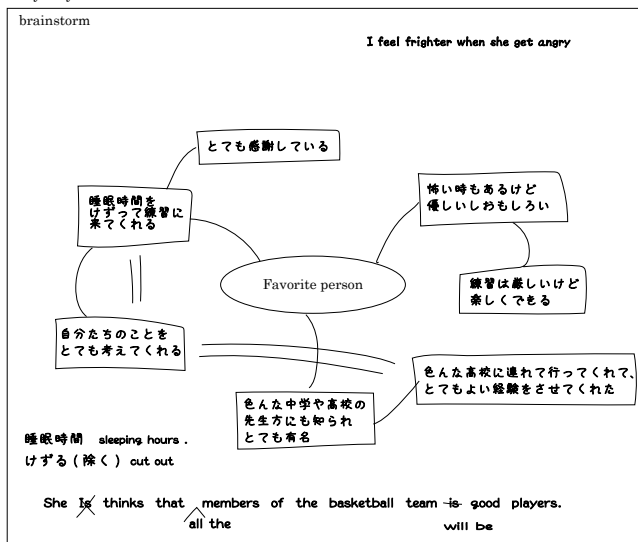 brainstorm
I feel frighter when she get angry
とても感謝している
睡眠時間を
けずって練習に
来てくれる
怖い時もあるけど
優しいしおもしろい
Favorite person
練習は厳しいけど
楽しくできる
自分たちのことを
とても考えてくれる
色んな高校に連れて行ってくれて、
とてもよい経験をさせてくれた
色んな中学や高校の
先生方にも知られ
とても有名
睡眠時間 sleeping hours .
けずる ( 除く ) cut out
She Is thinks that members of the basketball team is good players.
all the will be